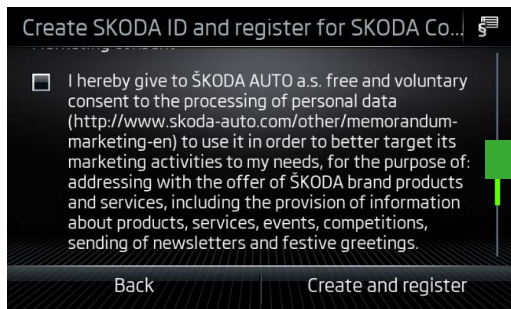 Create SKODA ID and register for SKODA Co...
Marketing consent
I hereby give to ŠKODA AUTO a.s. free and voluntary
consent to the processing of personal data
(http://www.skoda-auto.com/other/memorandum-
marketing-en) to use it in order to better target its
marketing activities to my needs, for the purpose of:
addressing with the offer of ŠKODA brand products
and services, including the provision of information
about products, services, events, competitions,
sending of newsletters and festive greetings.
Back
Create and register